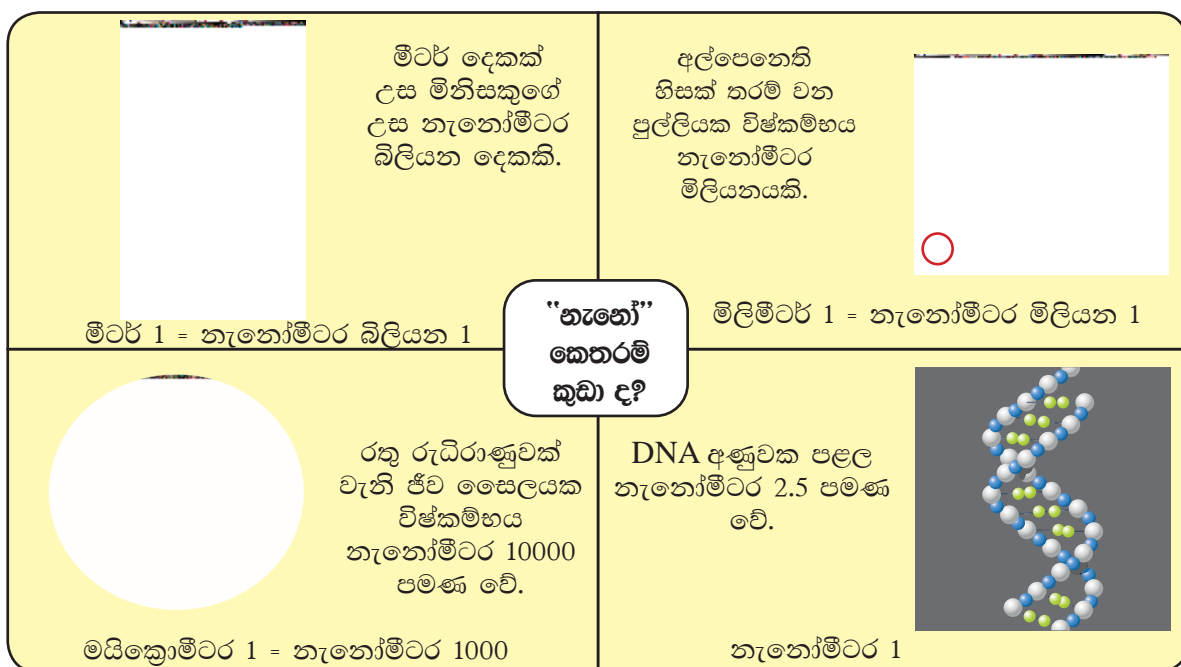 මීටර් දෙකක්
උස මිනිසකුගේ
උස නැනෝමීටර
බිලියන දෙකකි.
මීටර් 1 = නැනෝමීටර බිලියන 1
අල්පෙනෙති
හිසක් තරම් වන
පුල්ලියක විෂ්කම්භය
නැනෝමීටර
මිලියනයකි.
මිලිමීටර් 1 = නැනෝමීටර මිලියන 1
“නැනෝ”
කෙතරම්
කුඩා ද?
රතු රුධිරාණුවක්
වැනි ජීව සෛලයක
විෂ්කම්භය
නැනෝමීටර 10000
පමණ වේ.
මයික්‍රොමීටර 1 = නැනෝමීටර 1000
DNA අණුවක පළල
නැනෝමීටර 2.5 පමණ
වේ.
නැනෝමීටර 1